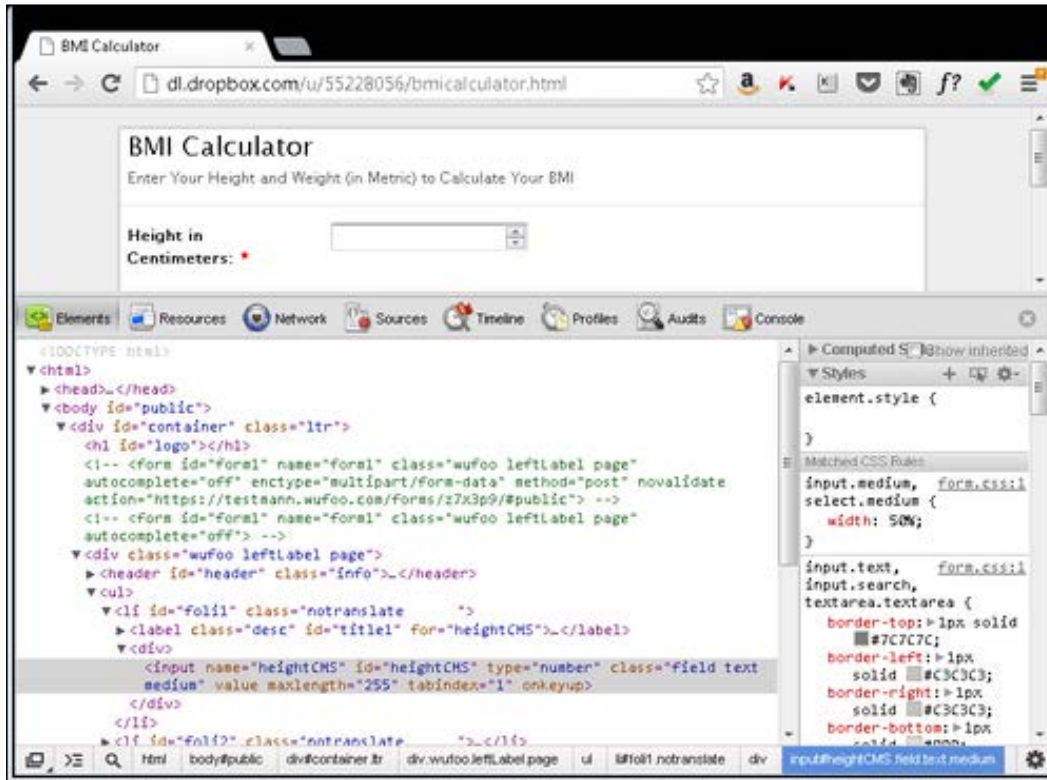 BMI Calculator
dl.dropbox.com/u/55228056/bmicalculator.html
BMI Calculator
Enter Your Height and Weight (in Metric) to Calculate Your BMI
Height in
Centimeters: *
Elements Resources Network Sources Timeline Profiles Audits Console
<!DOCTYPE html>
▼<html>
▶<head>…</head>
▼<body id="public">
▼<div id="container" class="ltr">
<h1 id="logo"></h1>
<!-- <form id="form1" name="form1" class="wufoo leftLabel page"
autocomplete="off" enctype="multipart/form-data" method="post" novalidate
action="https://testmann.wufoo.com/forms/z7x3p9/#public"> -->
<!-- <form id="form1" name="form1" class="wufoo leftLabel page"
autocomplete="off"> -->
▼<div class="wufoo leftLabel page">
▶<header id="header" class="info">…</header>
▼<ul>
▼<li id="foli1" class="notranslate      ">
▶<label class="desc" id="title1" for="heightCMS">…</label>
▼<div>
<input name="heightCMS" id="heightCMS" type="number" class="field text
medium" value maxlength="255" tabindex="1" onkeyup>
</div>
</li>
▶<li id="foli2" class="notranslate      ">…</li>
▶ Computed Show inherited
▼ Styles
element.style {
}
Matched CSS Rules
input.medium, form.css:1
select.medium {
width: 50%;
}
input.text, form.css:1
input.search,
textarea.textarea {
border-top:▶1px solid
#7C7C7C;
border-left:▶1px
solid #C3C3C3;
border-right:▶1px
solid #C3C3C3;
border-bottom:▶1px
html body#public div#container.ltr div.wufoo.leftLabel.page ul li#foli1.notranslate div input#heightCMS.field.text.medium